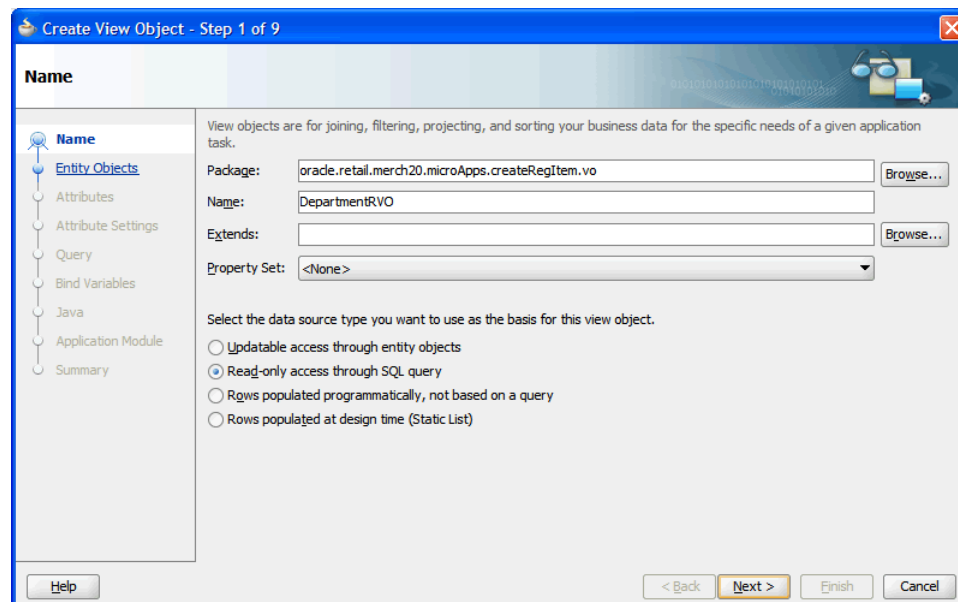 Create View Object - Step 1 of 9
Name
Name
Entity Objects
Attributes
Attribute Settings
Query
Bind Variables
Java
Application Module
Summary
View objects are for joining, filtering, projecting, and sorting your business data for the specific needs of a given application
task.
Package: oracle.retail.merch20.microApps.createRegItem.vo Browse...
Name: DepartmentRVO
Extends: Browse...
Property Set: <None>
Select the data source type you want to use as the basis for this view object.
Updatable access through entity objects
Read-only access through SQL query
Rows populated programmatically, not based on a query
Rows populated at design time (Static List)
Help < Back Next > Finish Cancel